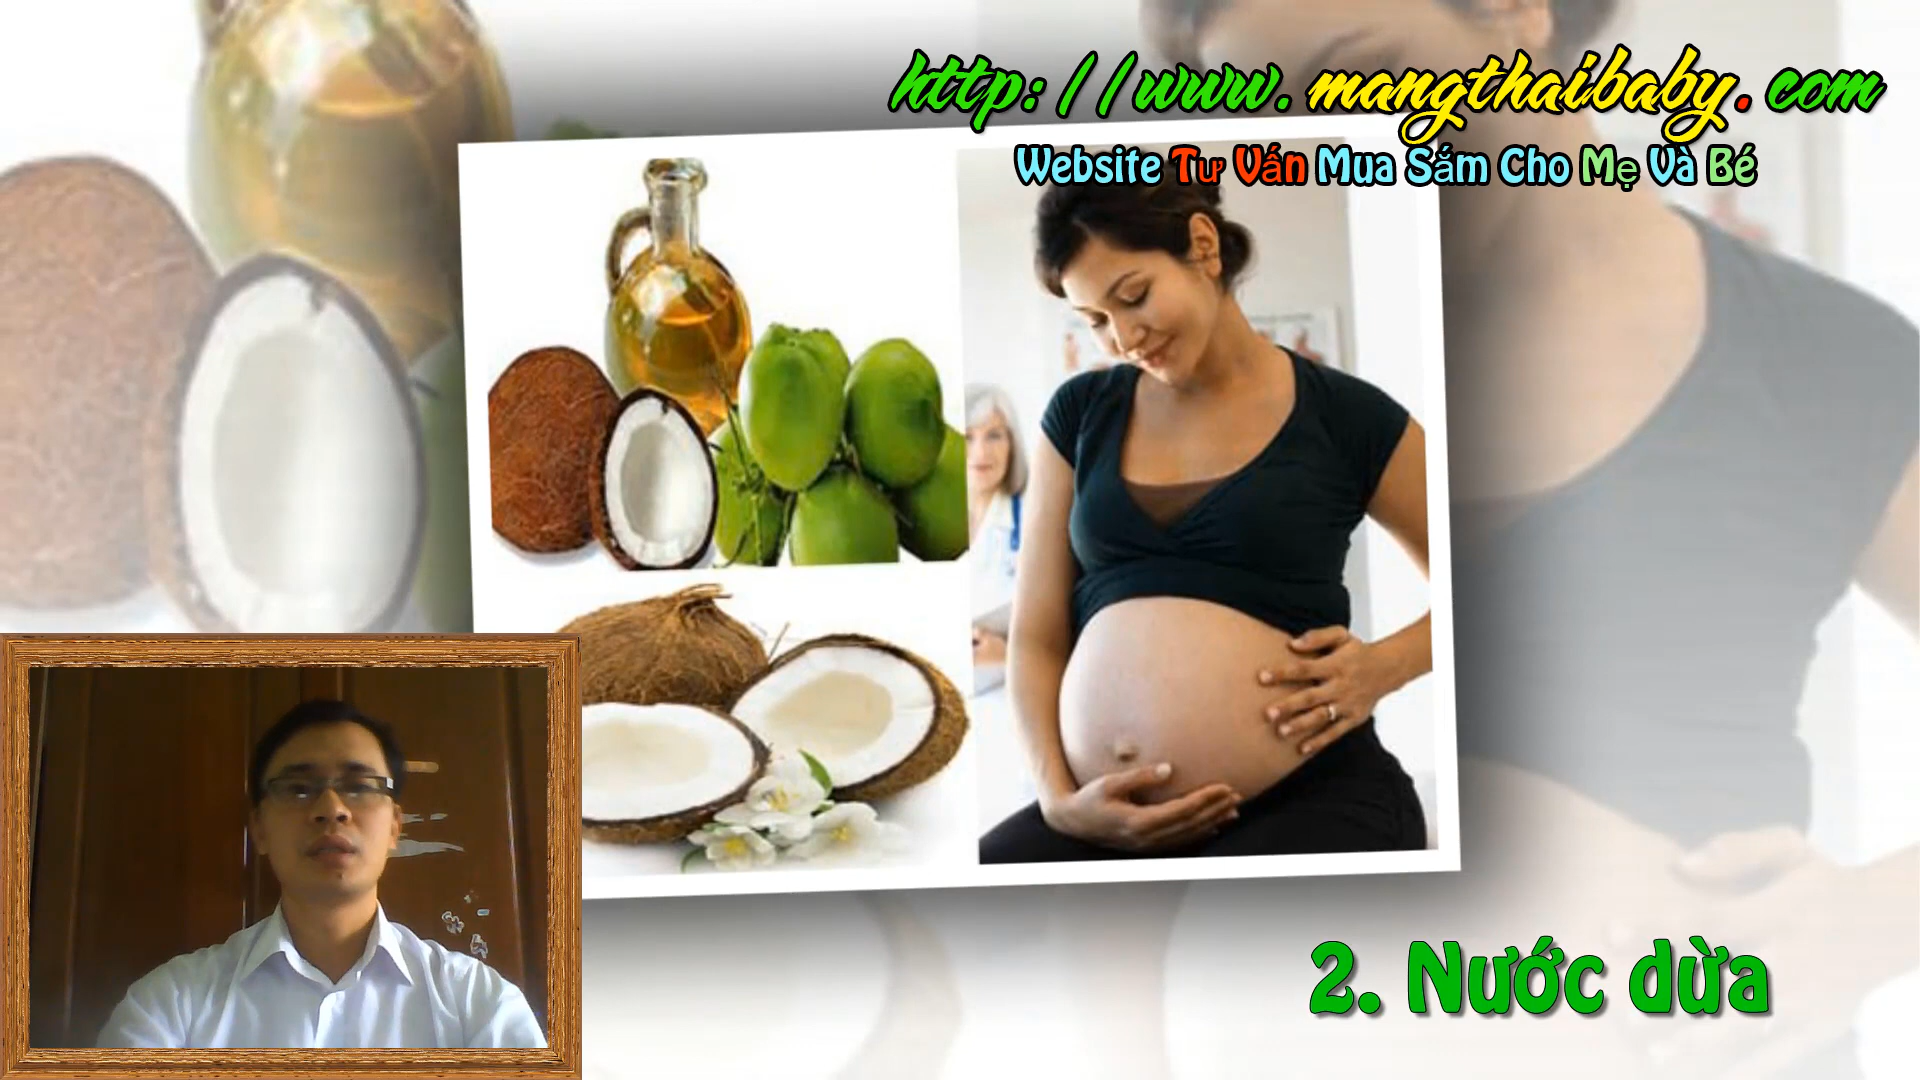 http://www.mangthaibaby.com
Website Tư Vấn Mua Sắm Cho Mẹ Và Bé
2. Nước dừa